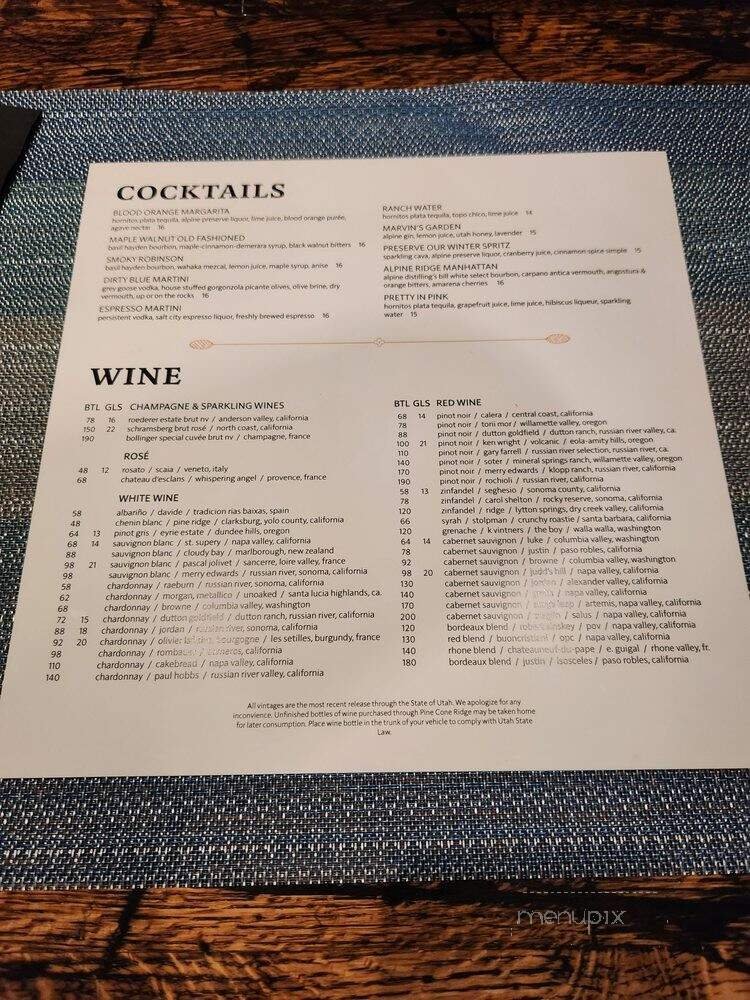 COCKTAILS
BLOOD ORANGE MARGARITA
hornitos plata tequila, alpine preserve liquor, lime juice, blood orange purée,
agave nectar 16
MAPLE WALNUT OLD FASHIONED
basil hayden bourbon, maple-cinnamon-demerara syrup, black walnut bitters 16
SMOKY ROBINSON
basil hayden bourbon, wahaka mezcal, lemon juice, maple syrup, anise 16
DIRTY BLUE MARTINI
grey goose vodka, house stuffed gorgonzola picante olives, olive brine, dry
vermouth, up or on the rocks 16
ESPRESSO MARTINI
persistent vodka, salt city espresso liquor, freshly brewed espresso 16
RANCH WATER
hornitos plata tequila, topo chico, lime juice 14
MARVIN'S GARDEN
alpine gin, lemon juice, utah honey, lavender 15
PRESERVE OUR WINTER SPRITZ
sparkling cava, alpine preserve liquor, cranberry juice, cinnamon spice simple 15
ALPINE RIDGE MANHATTAN
alpine distilling's bill white select bourbon, carpano antica vermouth, angostura &
orange bitters, amarena cherries 16
PRETTY IN PINK
hornitos plata tequila, grapefruit juice, lime juice, hibiscus liqueur, sparkling
water 15
WINE
BTL GLS CHAMPAGNE & SPARKLING WINES
78 16 roederer estate brut nv / anderson valley, california
150 22 schramsberg brut rosé / north coast, california
190 bollinger special cuvée brut nv / champagne, france
ROSÉ
48 12 rosato / scaia / veneto, italy
68 chateau d'esclans / whispering angel / provence, france
WHITE WINE
58 albariño / davide / tradicion rias baixas, spain
48 chenin blanc / pine ridge / clarksburg, yolo county, california
64 13 pinot gris / eyrie estate / dundee hills, oregon
68 14 sauvignon blanc / st. supery / napa valley, california
88 sauvignon blanc / cloudy bay / marlborough, new zealand
98 21 sauvignon blanc / pascal jolivet / sancerre, loire valley, france
98 sauvignon blanc / merry edwards / russian river, sonoma, california
58 chardonnay / raeburn / russian river, sonoma, california
62 chardonnay / morgan, metallico / unoaked / santa lucia highlands, ca.
68 chardonnay / browne / columbia valley, washington
72 15 chardonnay / dutton goldfield / dutton ranch, russian river, california
88 18 chardonnay / jordan / russian river, sonoma, california
92 20 chardonnay / olivier leflaive, bourgogne / les setilles, burgundy, france
98 chardonnay / rombauer / carneros, california
110 chardonnay / cakebread / napa valley, california
140 chardonnay / paul hobbs / russian river valley, california
BTL GLS RED WINE
68 14 pinot noir / calera / central coast, california
78 pinot noir / torii mor / willamette valley, oregon
88 pinot noir / dutton goldfield / dutton ranch, russian river valley, ca.
100 21 pinot noir / ken wright / volcanic / eola-amity hills, oregon
110 pinot noir / gary farrell / russian river selection, russian river, ca.
140 pinot noir / soter / mineral springs ranch, willamette valley, oregon
170 pinot noir / merry edwards / klopp ranch, russian river, california
190 pinot noir / rochioli / russian river, california
58 13 zinfandel / seghesio / sonoma county, california
78 zinfandel / carol shelton / rocky reserve, sonoma, california
120 zinfandel / ridge / lytton springs, dry creek valley, california
66 syrah / stolpman / crunchy roastie / santa barbara, california
120 grenache / k vintners / the boy / walla walla, washington
64 14 cabernet sauvignon / luke / columbia valley, washington
78 cabernet sauvignon / justin / paso robles, california
92 cabernet sauvignon / browne / columbia valley, washington
98 20 cabernet sauvignon / judd's hill / napa valley, california
130 cabernet sauvignon / jordan / alexander valley, california
140 cabernet sauvignon / / napa valley, california
170 cabernet sauvignon / stags leap / artemis, napa valley, california
200 cabernet sauvignon / / salus / napa valley, california
120 bordeaux blend / robert sinskey / pov / napa valley, california
130 red blend / buoncristiani / opc / napa valley, california
140 rhone blend / chateauneuf-du-pape / e. guigal / rhone valley, fr.
180 bordeaux blend / justin / isosceles / paso robles, california
All vintages are the most recent release through the State of Utah. We apologize for any
inconvience. Unfinished bottles of wine purchased through Pine Cone Ridge may be taken home
for later consumption. Place wine bottle in the trunk of your vehicle to comply with Utah State
Law.
menupix